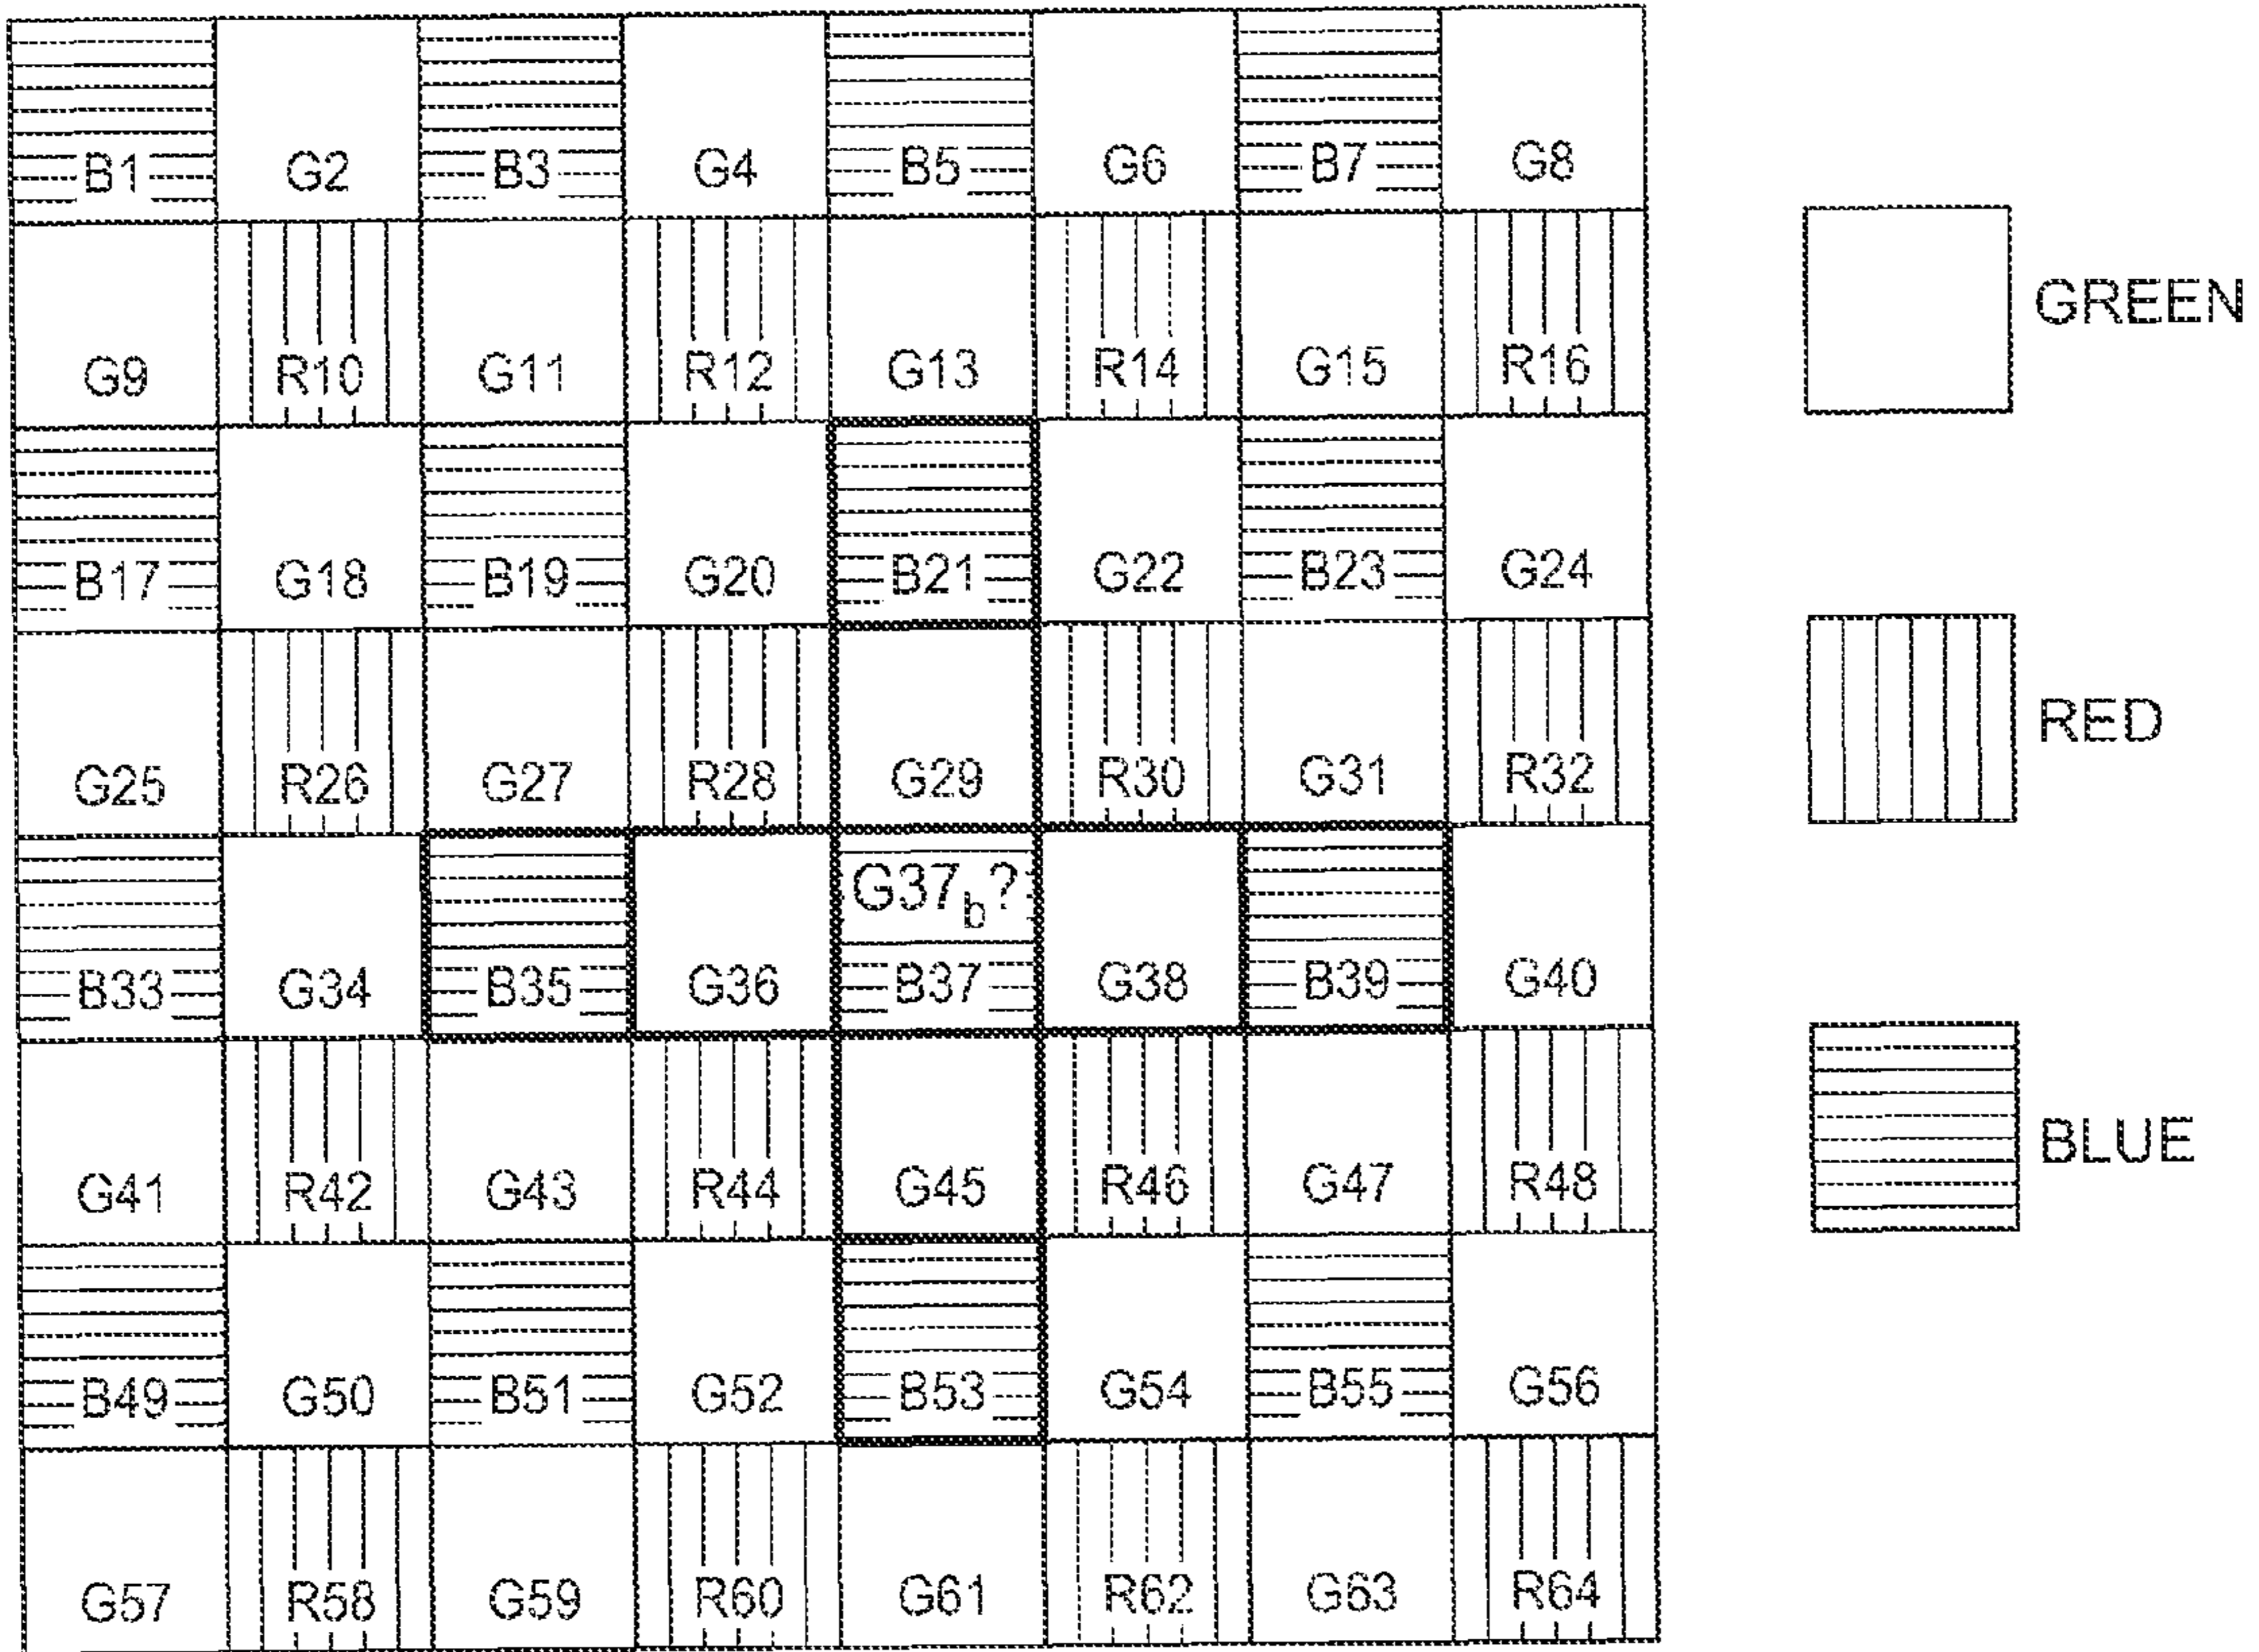 B1 G2 B3 G4 B5 G6 B7 G8
G9 R10 G11 R12 G13 R14 G15 R16
GREEN
B17 G18 B19 G20 B21 G22 B23 G24
G25 R26 G27 R28 G29 R30 G31 R32
RED
G37b?
B33 G34 B35 G36 B37 G38 B39 G40
G41 R42 G43 R44 G45 R46 G47 R48
BLUE
B49 G50 B51 G52 B53 G54 B55 G56
G57 R58 G59 R60 G61 R62 G63 R64